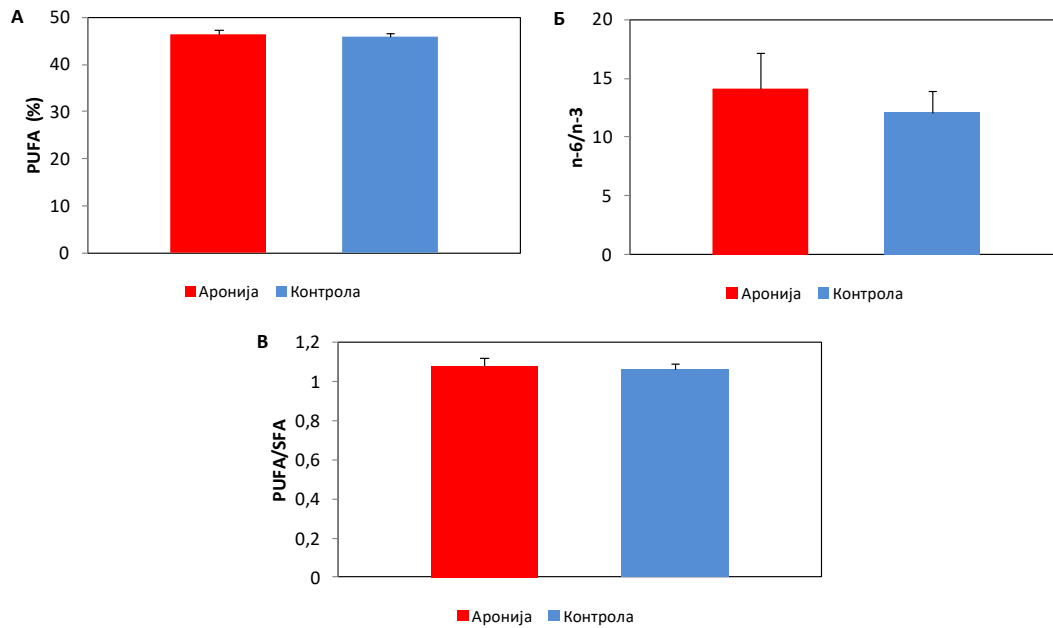 А
50
40
30
20
10
0
PUFA (%)
Аронија Контрола
Б
20
15
10
5
0
n-6/n-3
Аронија Контрола
В
1,2
1
0,8
0,6
0,4
0,2
0
PUFA/SFA
Аронија Контрола